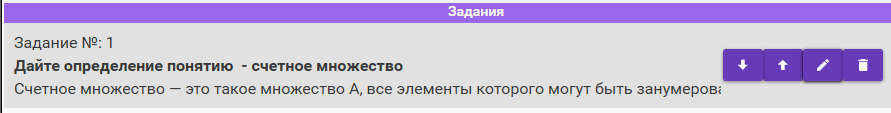 Задания
Задание №: 1
Дайте определение понятию - счетное множество
Счетное множество — это такое множество А, все элементы которого могут быть занумерова